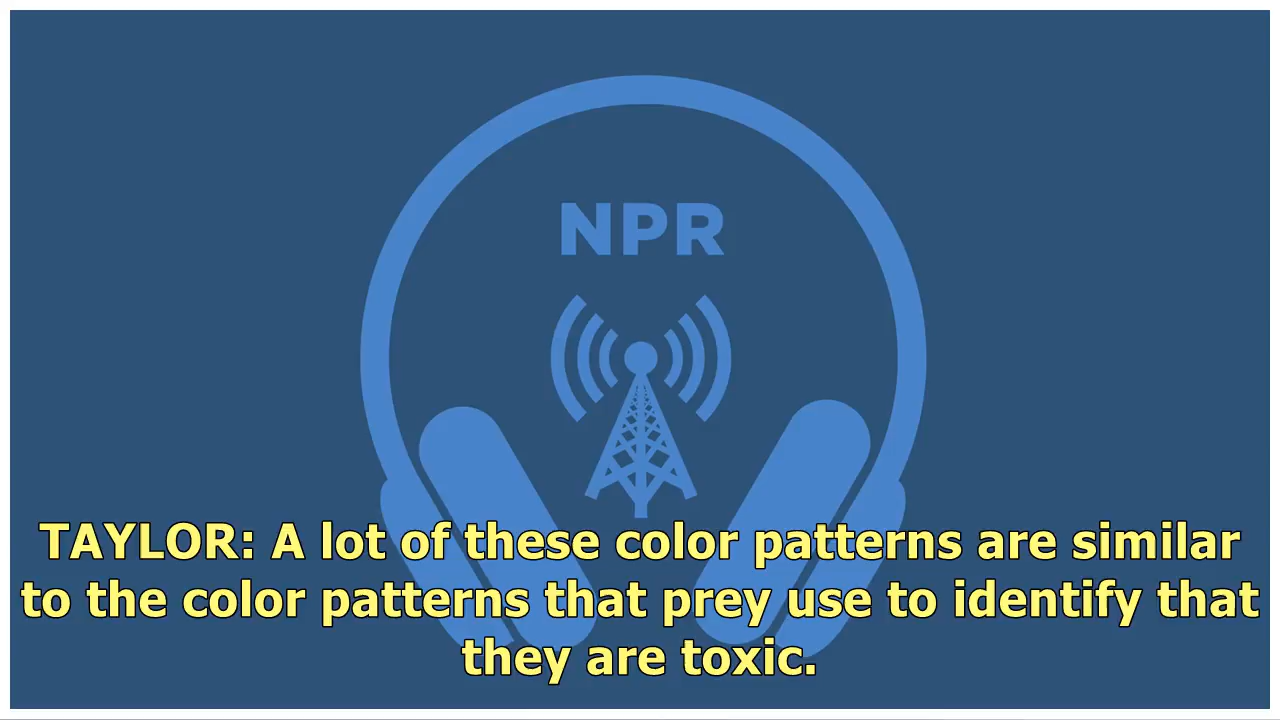 NPR
TAYLOR: A lot of these color patterns are similar
to the color patterns that prey use to identify that
they are toxic.